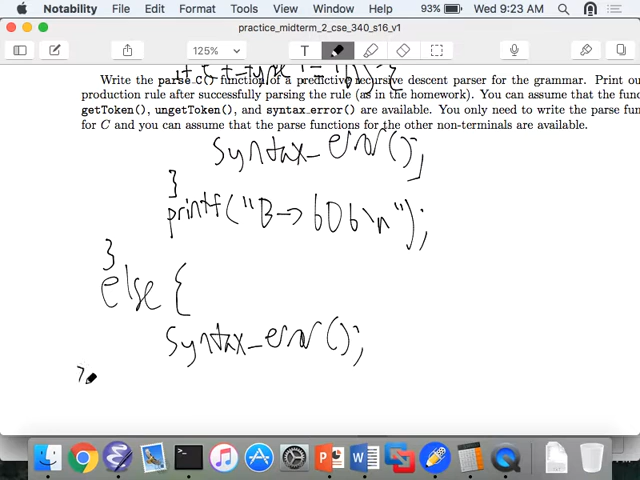 Notability File Edit Tools View Window Help 93% Wed 9:23 AM
practice_midterm_2_cse_340_s16_v1
125% T
Write the parse_C() function of a predictive recursive descent parser for the grammar. Print ou
production rule after successfully parsing the rule (as in the homework). You can assume that the func
getToken(), ungetToken(), and syntax_error() are available. You only need to write the parse func
for C and you can assume that the parse functions for the other non-terminals are available.
syntax_error();
}
printf("B→ bDb\n");
}
else {
syntax_error();